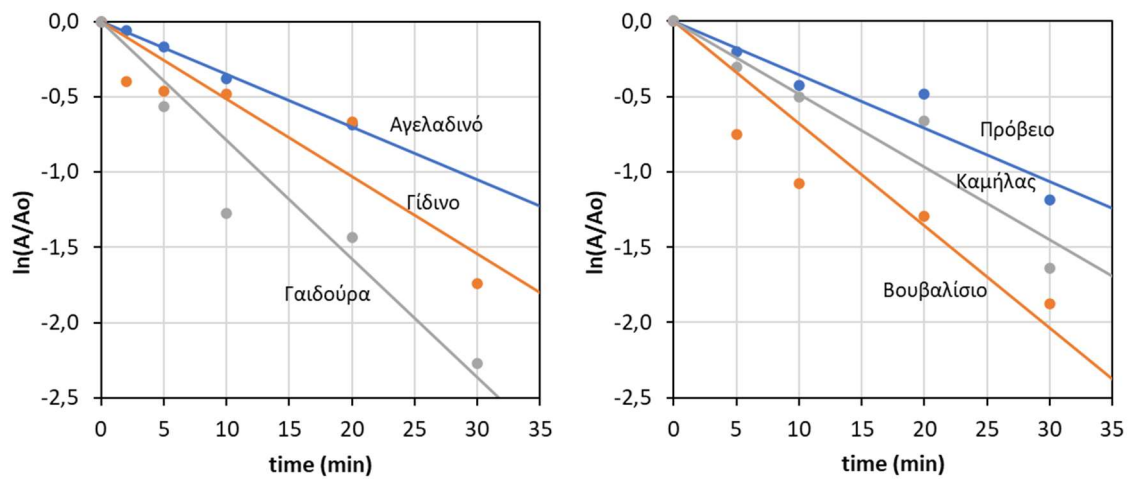 0,0
-0,5
-1,0
-1,5
-2,0
-2,5
ln(A/Ao)
Αγελαδινό
Γίδινο
Γαιδούρα
0 5 10 15 20 25 30 35
time (min)
0,0
-0,5
-1,0
-1,5
-2,0
-2,5
ln(A/Ao)
Πρόβειο
Καμήλας
Βουβαλίσιο
0 5 10 15 20 25 30 35
time (min)